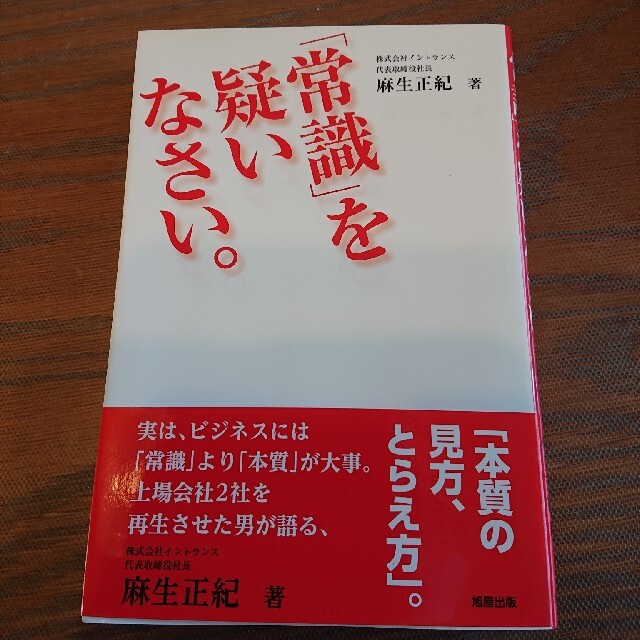 「常識」を
疑い
なさい。
株式会社イントランス
代表取締役社長
麻生正紀 著
実は、ビジネスには
「常識」より「本質」が大事。
上場会社2社を
再生させた男が語る、
「本質の
見方、
とらえ方」。
株式会社イントランス
代表取締役社長
麻生正紀 著
旭屋出版